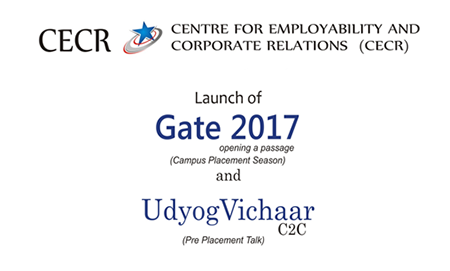 CECR
CENTRE FOR EMPLOYABILITY AND
CORPORATE RELATIONS (CECR)
Launch of
Gate 2017
opening a passage
(Campus Placement Season)
and
UdyogVichaar
C2C
(Pre Placement Talk)